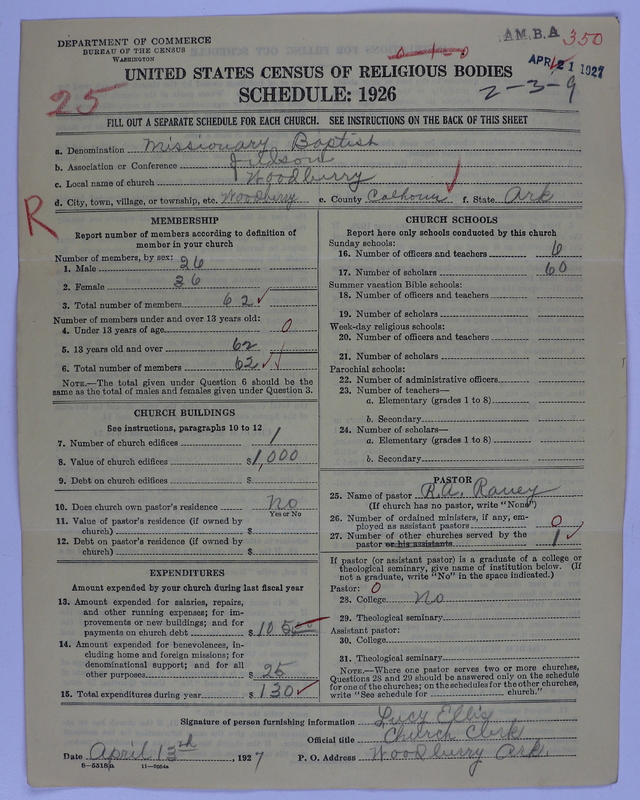 DEPARTMENT OF COMMERCE
BUREAU OF THE CENSUS
WASHINGTON
A.M.B.A 350
APR 21 1927
2-3-9
25
UNITED STATES CENSUS OF RELIGIOUS BODIES
SCHEDULE: 1926
FILL OUT A SEPARATE SCHEDULE FOR EACH CHURCH. SEE INSTRUCTIONS ON THE BACK OF THIS SHEET
a. Denomination Missionary Baptish
b. Association or Conference
c. Local name of church Woodburry
d. City, town, village, or township, etc. Woodburry e. County Calhoun f. State Ark
R
MEMBERSHIP
Report number of members according to definition of
member in your church
Number of members, by sex:
1. Male 26
2. Female 36
3. Total number of members 62
Number of members under and over 13 years old:
4. Under 13 years of age 0
5. 13 years old and over 62
6. Total number of members 62
NOTE.—The total given under Question 6 should be
same as the total of males and females given under Question 3.
CHURCH BUILDINGS
See instructions, paragraphs 10 to 12
7. Number of church edifices 1
8. Value of church edifices $1,000
9. Debt on church edifices $
10. Does church own pastor's residence No
Yes or No
11. Value of pastor's residence (if owned by
church) $
12. Debt on pastor's residence (if owned by
church) $
EXPENDITURES
Amount expended by your church during last fiscal year
13. Amount expended for salaries, repairs,
and other running expenses; for im-
provements or new buildings; and for
payments on church debt $105
14. Amount expended for benevolences, in-
cluding home and foreign missions; for
denominational support; and for all
other purposes $25
15. Total expenditures during year $130
CHURCH SCHOOLS
Report here only schools conducted by this church
Sunday schools:
16. Number of officers and teachers 6
17. Number of scholars 60
Summer vacation Bible schools:
18. Number of officers and teachers
19. Number of scholars
Week-day religious schools:
20. Number of officers and teachers
21. Number of scholars
Parochial schools:
22. Number of administrative officers
23. Number of teachers—
a. Elementary (grades 1 to 8)
b. Secondary
24. Number of scholars—
a. Elementary (grades 1 to 8)
b. Secondary
PASTOR
25. Name of pastor R.A. Raney
(If church has no pastor, write "None")
26. Number of ordained ministers, if any, em-
ployed as assistant pastors 0
27. Number of other churches served by the
pastor or his assistants 1
If pastor (or assistant pastor) is a graduate of a college or
theological seminary, give name of institution below. (If
not a graduate, write "No" in the space indicated.)
Pastor: 0
28. College No
29. Theological seminary
Assistant pastor:
30. College
31. Theological seminary
NOTE.—Where one pastor serves two or more churches,
Questions 28 and 29 should be answered only on the schedule
for one of the churches; on the schedules for the other churches,
write "See schedule for church."
Signature of person furnishing information Lucy Ellis
Official title Church Clerk
Date April 13th, 1927 P. O. Address Woodburry Ark.
8—5318a 11—9054a